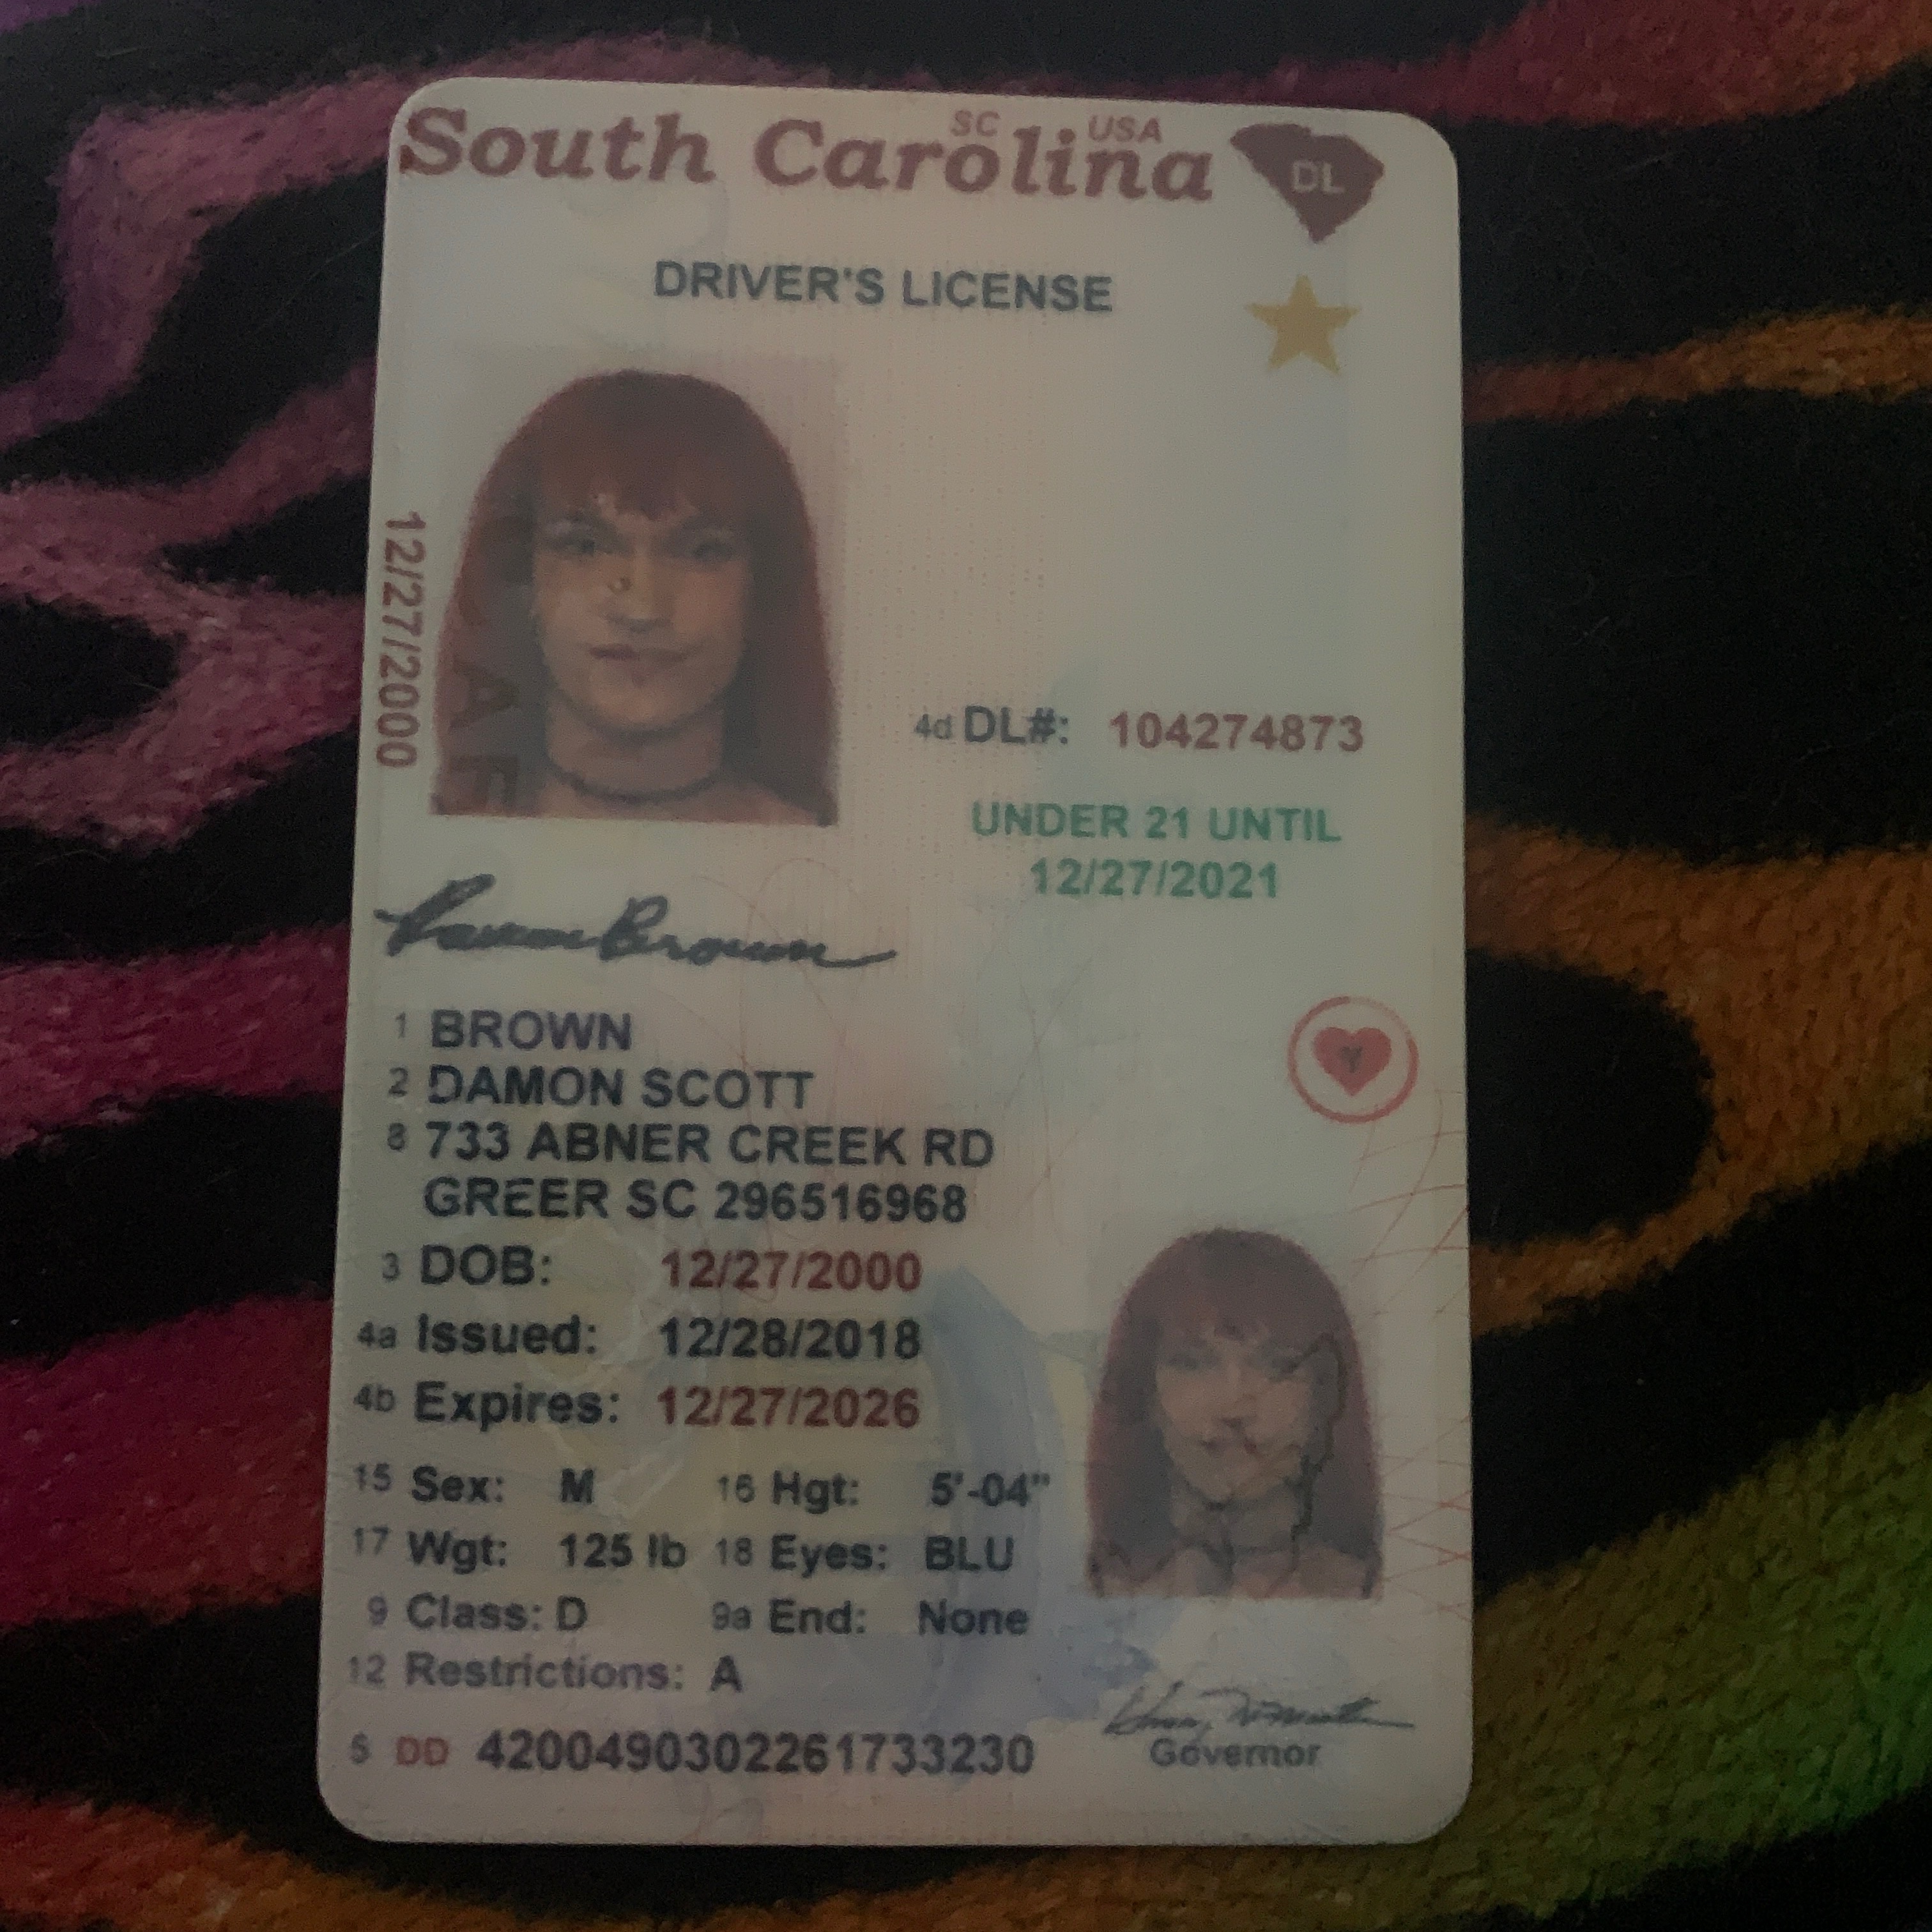 South Carolina
SC USA
DL
DRIVER'S LICENSE
12/27/2000
4d DL#: 104274873
UNDER 21 UNTIL
12/27/2021
Brown
1 BROWN
2 DAMON SCOTT
8 733 ABNER CREEK RD
GREER SC 296516968
Y
3 DOB: 12/27/2000
4a Issued: 12/28/2018
4b Expires: 12/27/2026
15 Sex: M 16 Hgt: 5'-04"
17 Wgt: 125 lb 18 Eyes: BLU
9 Class: D 9a End: None
12 Restrictions: A
5 DD 42004903022617 33230
Governor